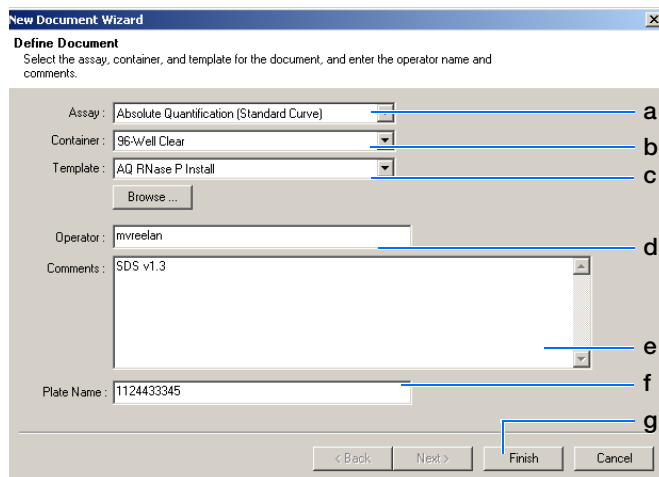 New Document Wizard
Define Document
Select the assay, container, and template for the document, and enter the operator name and
comments.
Assay : Absolute Quantification (Standard Curve) a
Container : 96-Well Clear b
Template : AQ RNase P Install c
Browse ...
Operator : mvreelan d
Comments : SDS v1.3
e
Plate Name : 1124433345 f
g
< Back Next > Finish Cancel